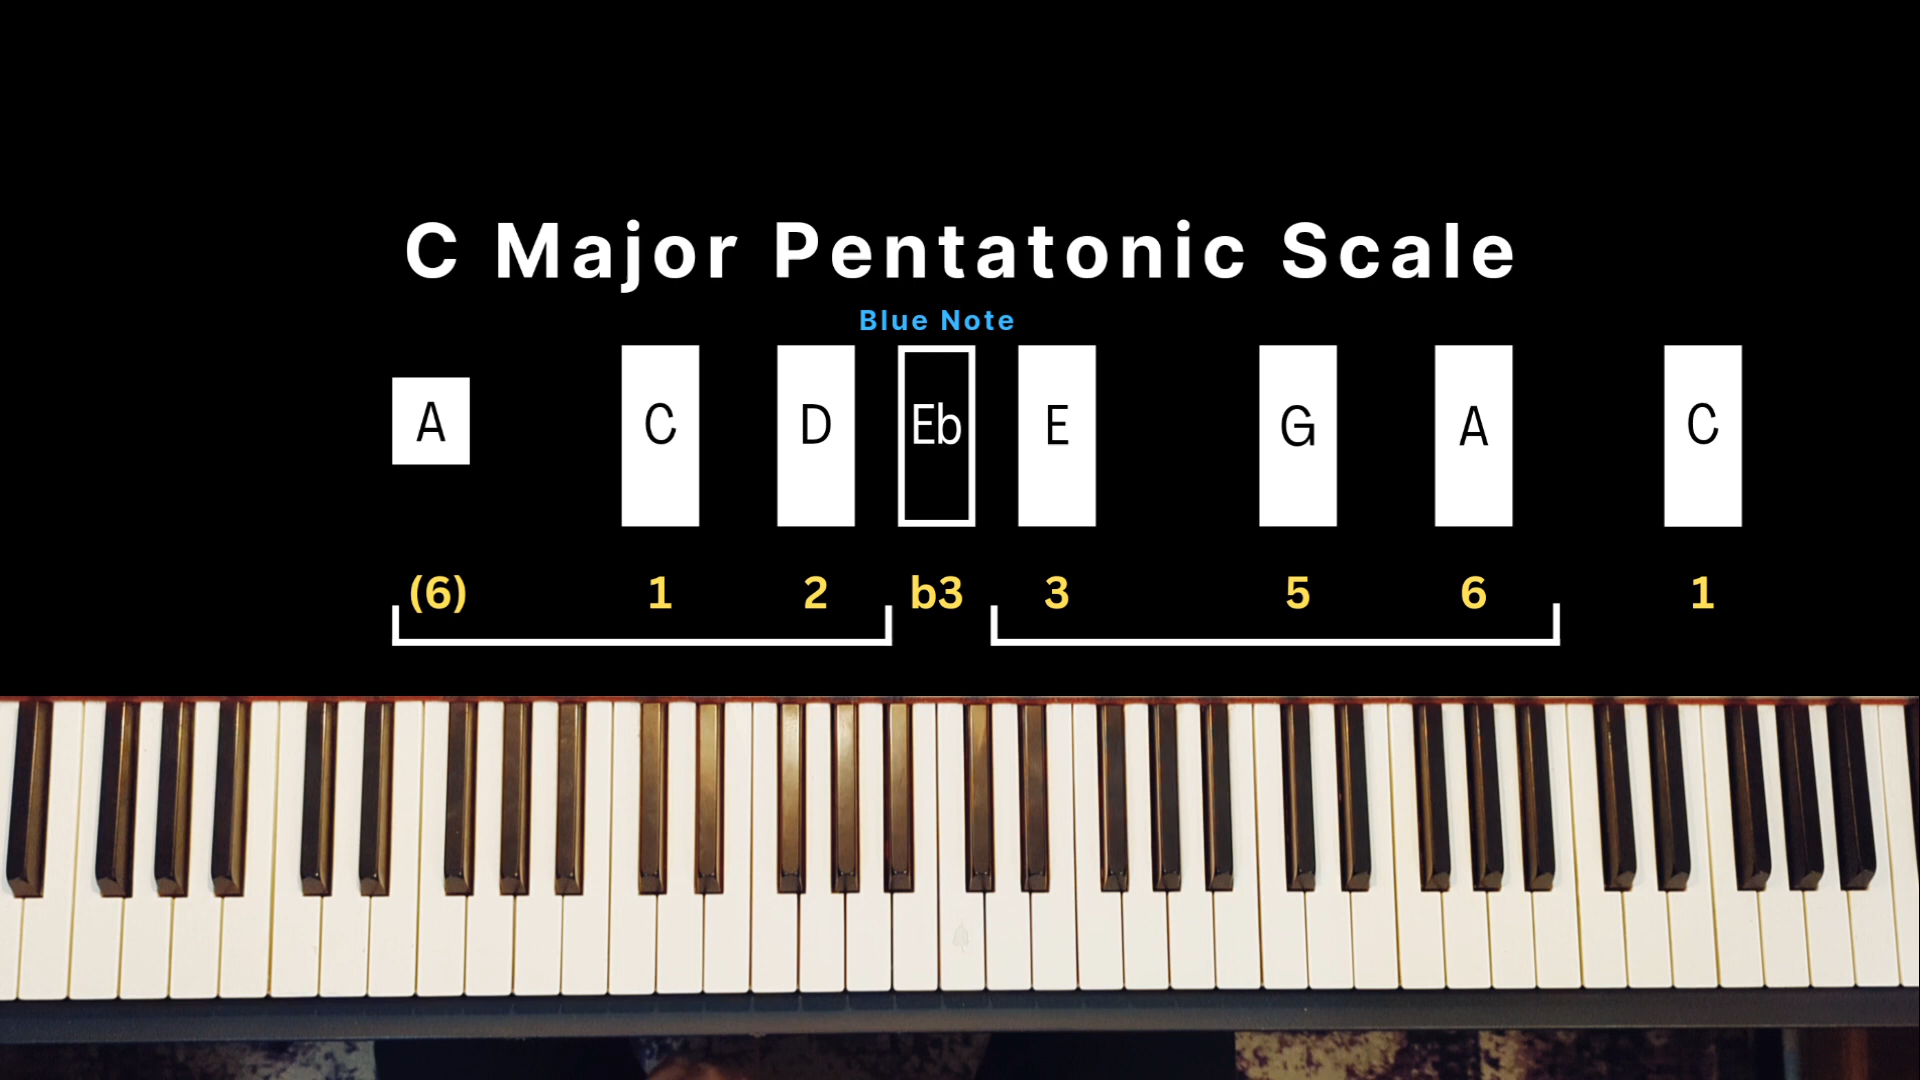 C Major Pentatonic Scale
Blue Note
A C D Eb E G A C
(6) 1 2 b3 3 5 6 1